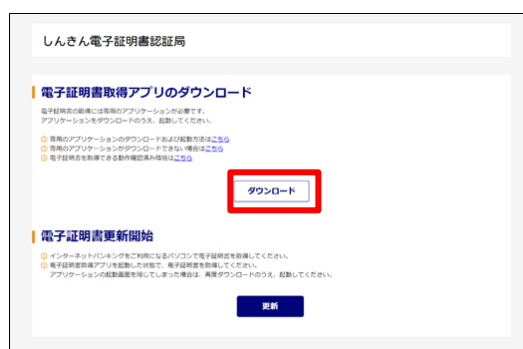 しんきん電子証明書認証局
電子証明書取得アプリのダウンロード
電子証明書の取得には専用のアプリケーションが必要です。
アプリケーションをダウンロードのうえ、起動してください。
専用のアプリケーションのダウンロードおよび起動方法はこちら
専用のアプリケーションがダウンロードできない場合はこちら
電子証明書を取得できる動作確認済み環境はこちら
ダウンロード
電子証明書更新開始
インターネットバンキングをご利用になるパソコンで電子証明書を取得してください。
電子証明書取得アプリを起動した状態で、電子証明書を取得してください。
アプリケーションの起動画面を閉じてしまった場合は、再度ダウンロードのうえ、起動してください。
更新